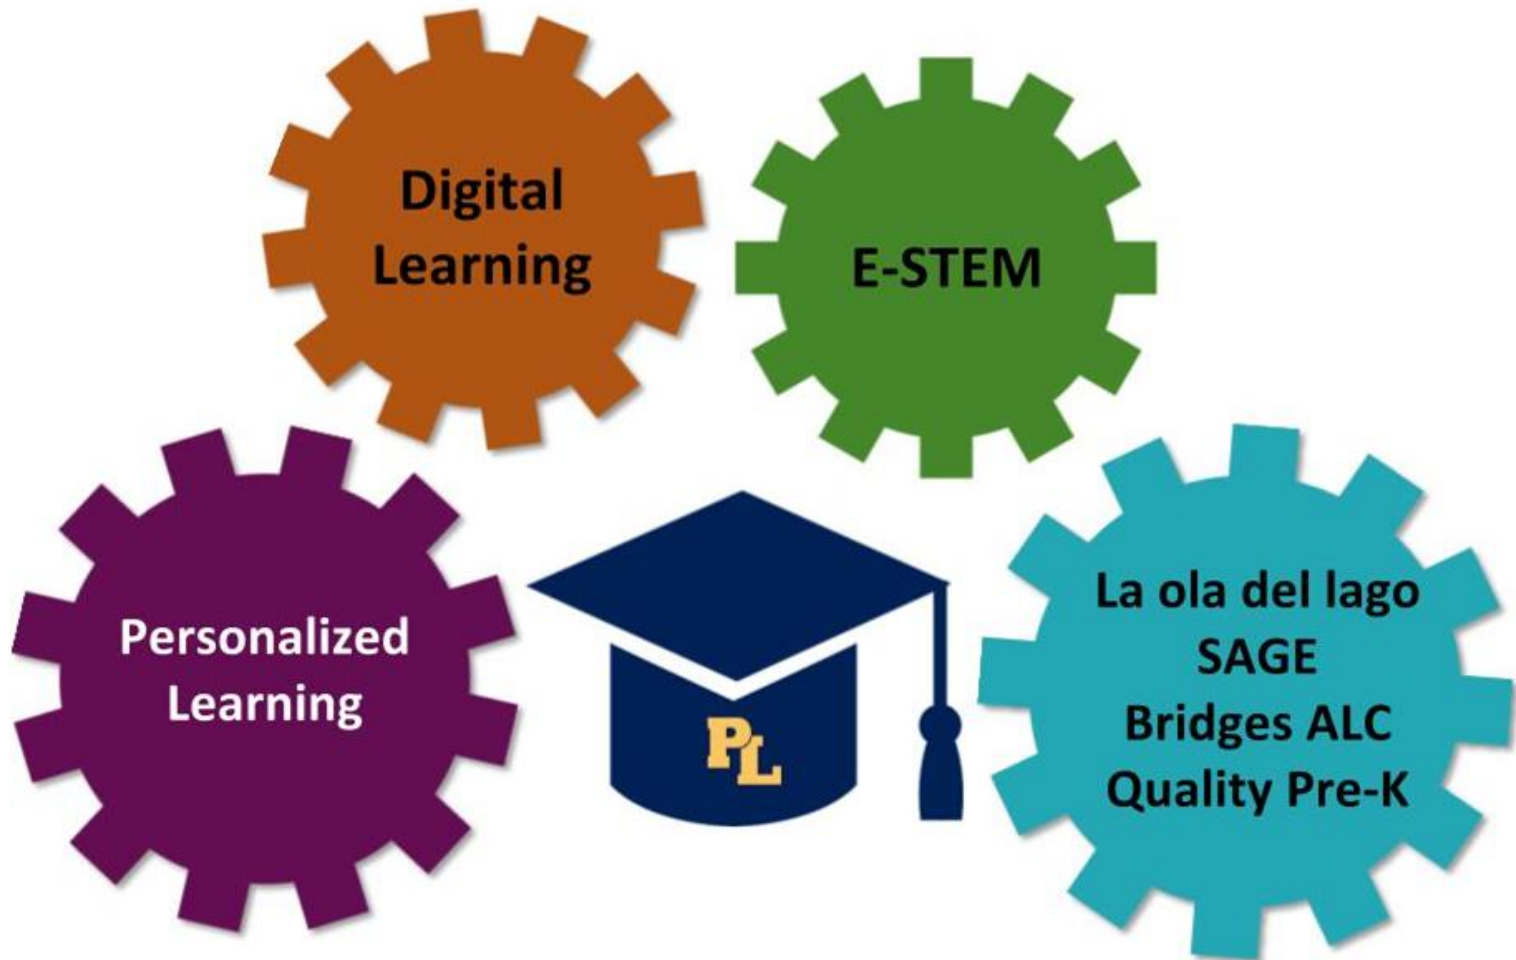 Digital
Learning
E-STEM
Personalized
Learning
PL
La ola del lago
SAGE
Bridges ALC
Quality Pre-K